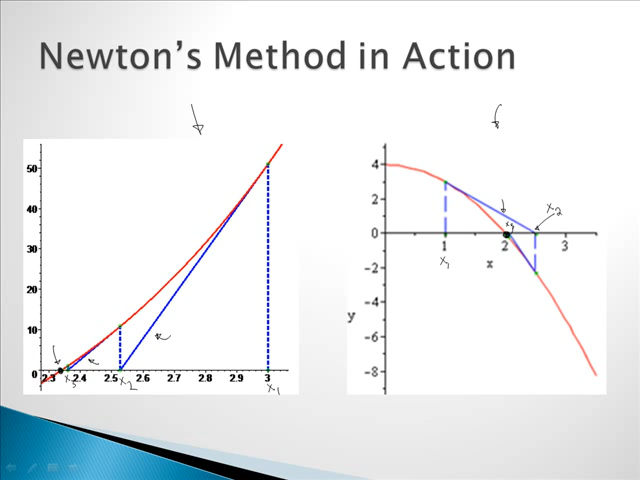 Newton's Method in Action
50
40
30
20
10
0
2.3 2.4 2.5 2.6 2.7 2.8 2.9 3
x3 x2 x1
4
2
0
-2
-4
-6
-8
y
1 2 3
x
x1 x3 x2